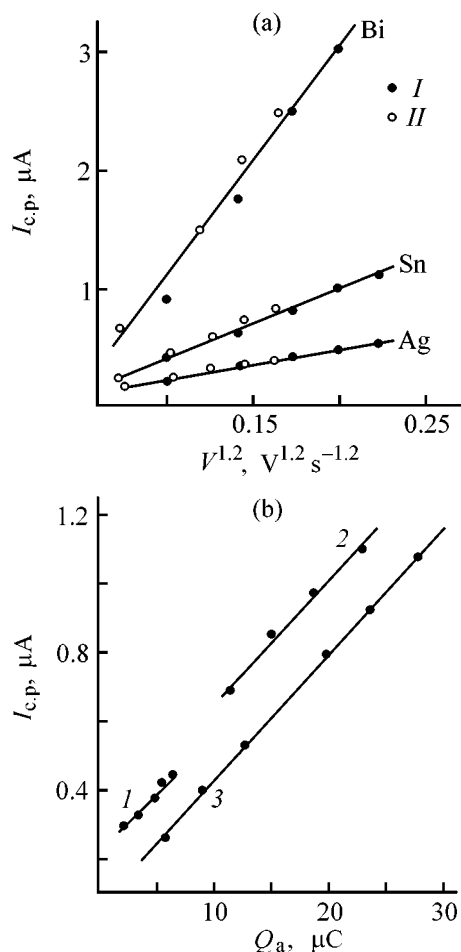 (a)
Bi
3
I
II
2
I_c.p, μA
Sn
1
Ag
0.15
0.25
V^1.2, V^1.2 s^−1.2
(b)
1.2
2
I_c.p, μA
0.8
1
3
0.4
10
20
30
Q_a, μC